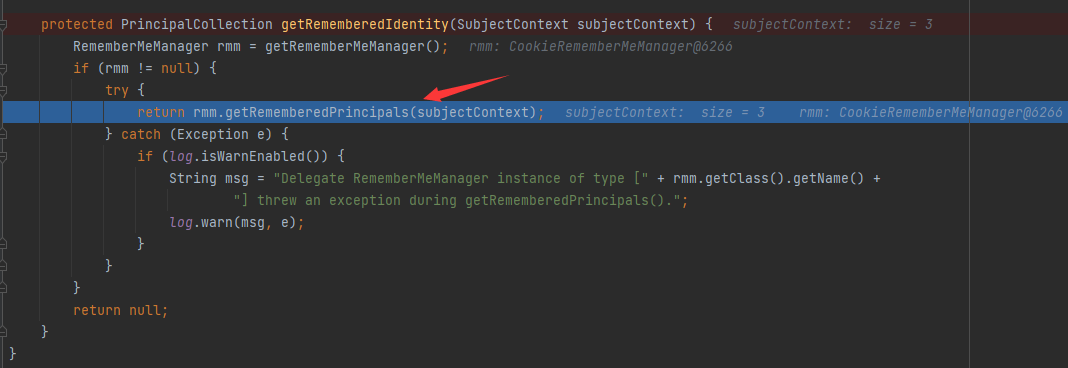 protected PrincipalCollection getRememberedIdentity(SubjectContext subjectContext) {   subjectContext:  size = 3
RememberMeManager rmm = getRememberMeManager();   rmm: CookieRememberMeManager@6266
if (rmm != null) {
try {
return rmm.getRememberedPrincipals(subjectContext);   subjectContext:  size = 3    rmm: CookieRememberMeManager@6266
} catch (Exception e) {
if (log.isWarnEnabled()) {
String msg = "Delegate RememberMeManager instance of type [" + rmm.getClass().getName() +
"] threw an exception during getRememberedPrincipals().";
log.warn(msg, e);
}
}
}
return null;
}
}